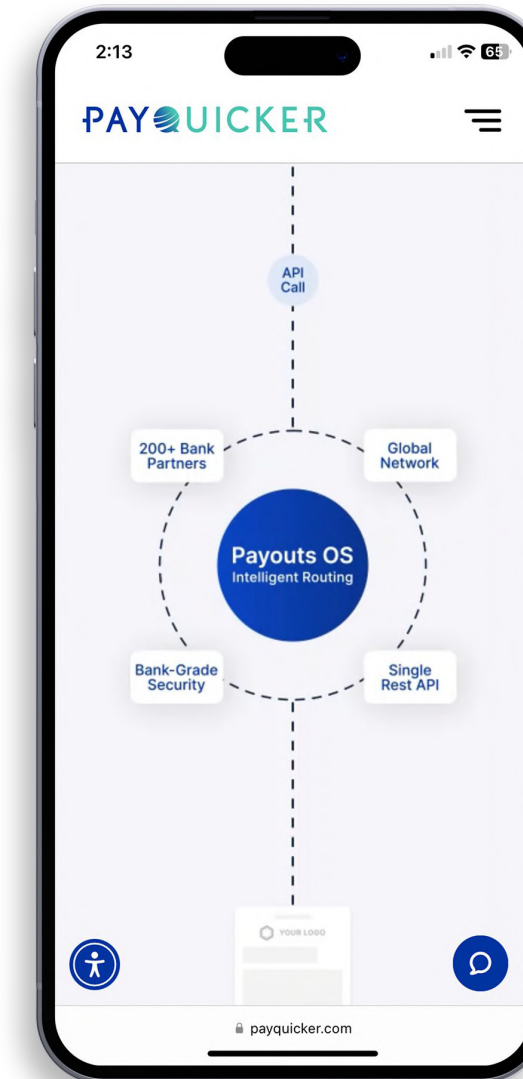 2:13
65
PAYQUICKER
API
Call
200+ Bank
Partners
Global
Network
Payouts OS
Intelligent Routing
Bank-Grade
Security
Single
Rest API
YOUR LOGO
payquicker.com